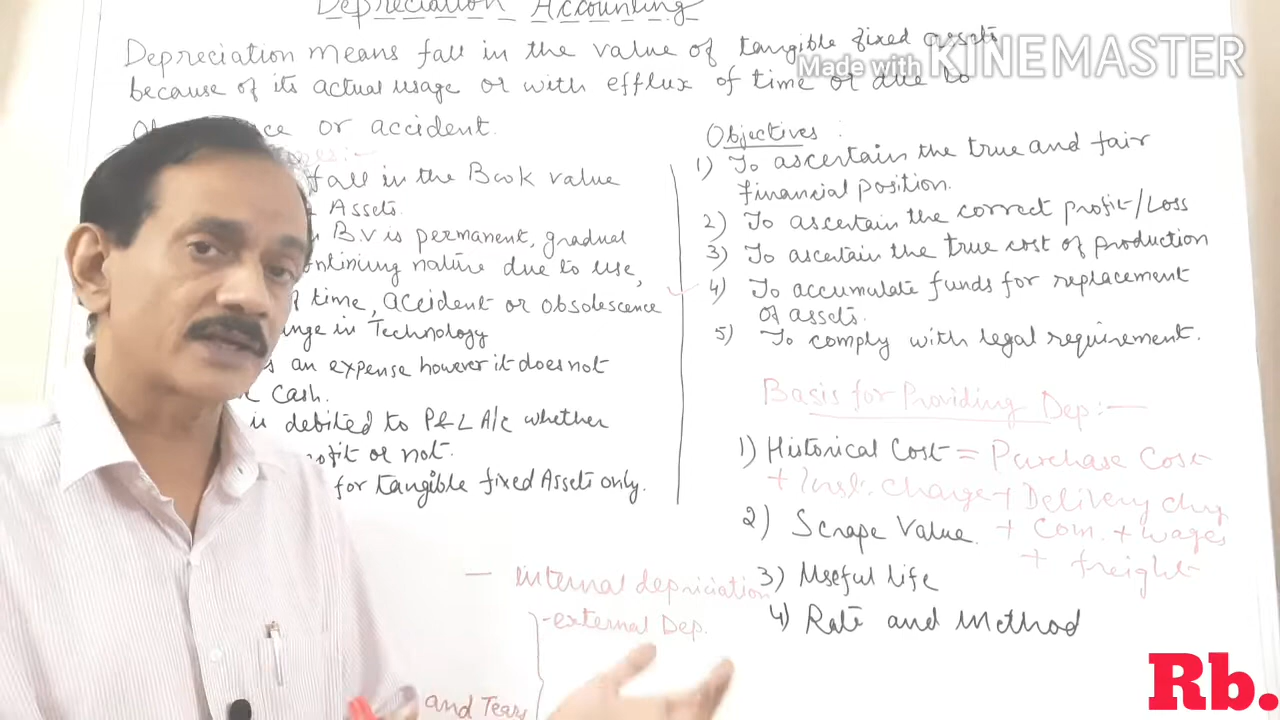 Depreciation Accounting
Depreciation means fall in the value of tangible fixed assets
because of its actual usage or with efflux of time or due to
or accident.
Made with KINEMASTER
fall in the Book value
Assets.
B.V is permanent, gradual
nature due to use,
time, accident or obsolescence
in Technology
an expense however it does not
cash.
is debited to P&L A/c whether
or not.
for tangible fixed Assets only.
Objectives :
1) To ascertain the true and fair
financial position.
2) To ascertain the correct profit/Loss
3) To ascertain the true cost of production
4) To accumulate funds for replacement
of assets.
5) To comply with legal requirement.
Basis for Providing Dep:—
1) Historical Cost = Purchase Cost
+ Inst. charge + Delivery chrg
2) Scrape Value + Com. + wages
+ freight
3) Useful life
4) Rate and Method
— internal depriciation
- external Dep.
and Tears
Rb.